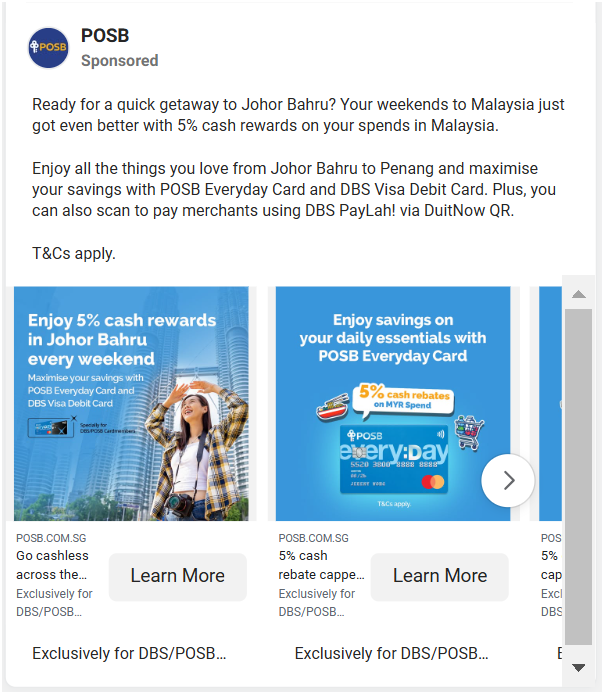 POSB
POSB
Sponsored
Ready for a quick getaway to Johor Bahru? Your weekends to Malaysia just
got even better with 5% cash rewards on your spends in Malaysia.
Enjoy all the things you love from Johor Bahru to Penang and maximise
your savings with POSB Everyday Card and DBS Visa Debit Card. Plus, you
can also scan to pay merchants using DBS PayLah! via DuitNow QR.
T&Cs apply.
Enjoy 5% cash rewards
in Johor Bahru
every weekend
Maximise your savings with
POSB Everyday Card and
DBS Visa Debit Card
Specially for
DBS/POSB Cardmembers
POSB.COM.SG
Go cashless
across the...
Exclusively for
DBS/POSB...
Learn More
Exclusively for DBS/POSB...
Enjoy savings on
your daily essentials with
POSB Everyday Card
5% cash rebates
on MYR Spend
POSB
every:Day
5520 3800 8888 8888
T&Cs apply.
POSB.COM.SG
5% cash
rebate cappe...
Exclusively for
DBS/POSB...
Learn More
Exclusively for DBS/POSB...
POS
5%
cap
Excl
DBS
E